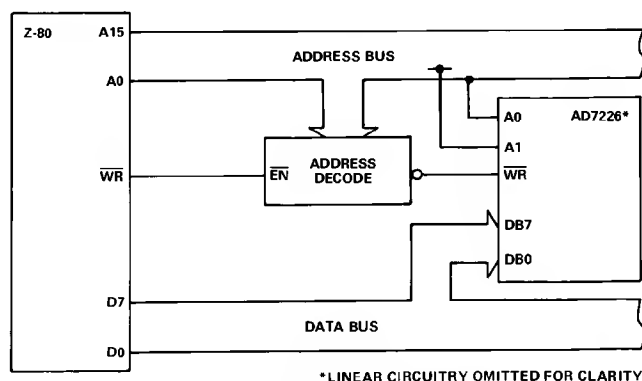 Z-80
A15
ADDRESS BUS
A0
A0
AD7226*
A1
WR
EN
ADDRESS
DECODE
WR
DB7
DB0
D7
DATA BUS
D0
*LINEAR CIRCUITRY OMITTED FOR CLARITY